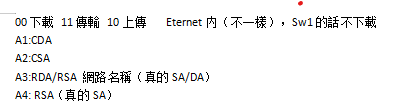 00 下載 11 傳輸 10 上傳 Eternet 內（不一樣），Sw1 的話不下載
A1:CDA
A2:CSA
A3:RDA/RSA 網路名稱（真的 SA/DA）
A4: RSA（真的 SA）